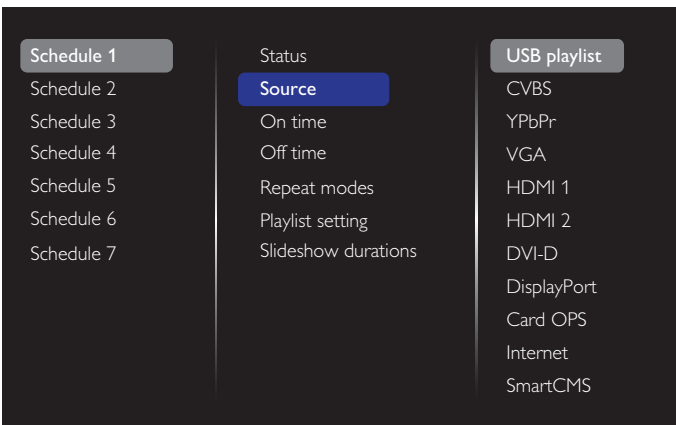 Schedule 1
Schedule 2
Schedule 3
Schedule 4
Schedule 5
Schedule 6
Schedule 7
Status
Source
On time
Off time
Repeat modes
Playlist setting
Slideshow durations
USB playlist
CVBS
YPbPr
VGA
HDMI 1
HDMI 2
DVI-D
DisplayPort
Card OPS
Internet
SmartCMS